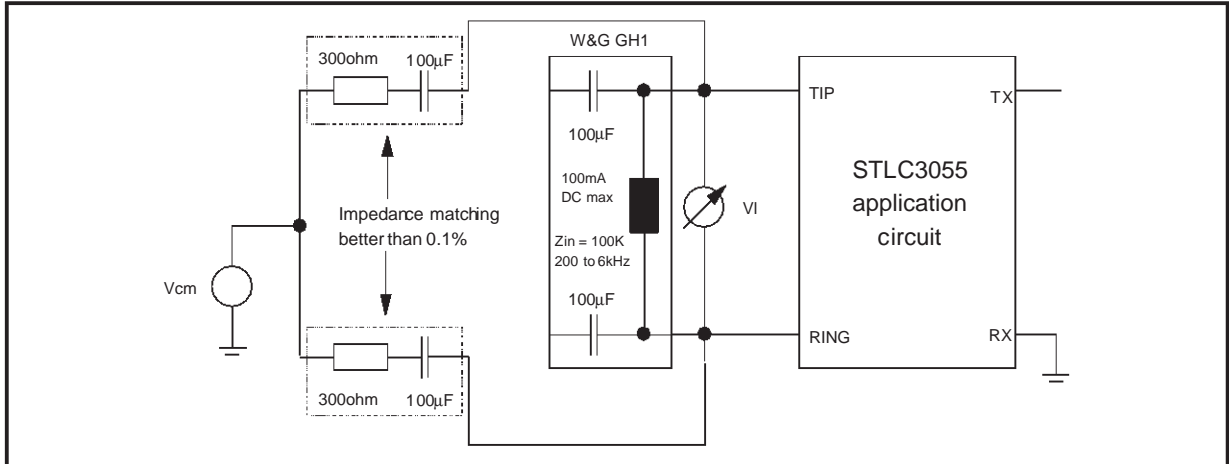 W&G GH1
300ohm
100μF
TIP
TX
100μF
STLC3055
application
circuit
100mA
DC max
Impedance matching
better than 0.1%
VI
Zin = 100K
200 to 6kHz
Vcm
100μF
RING
RX
300ohm
100μF